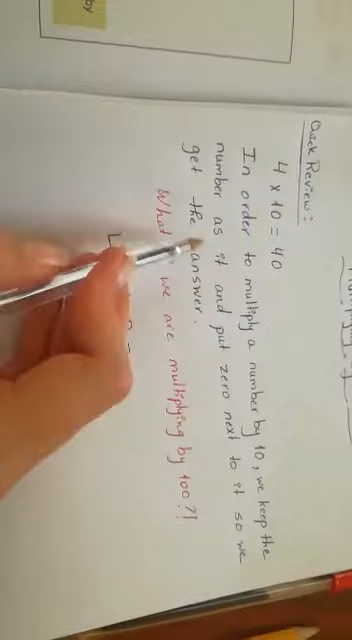 Quick Review:
4 x 10 = 40
In order to multiply a number by 10, we keep the
number as it and put zero next to it so we
get the answer.
What we are multiplying by 100?!
by